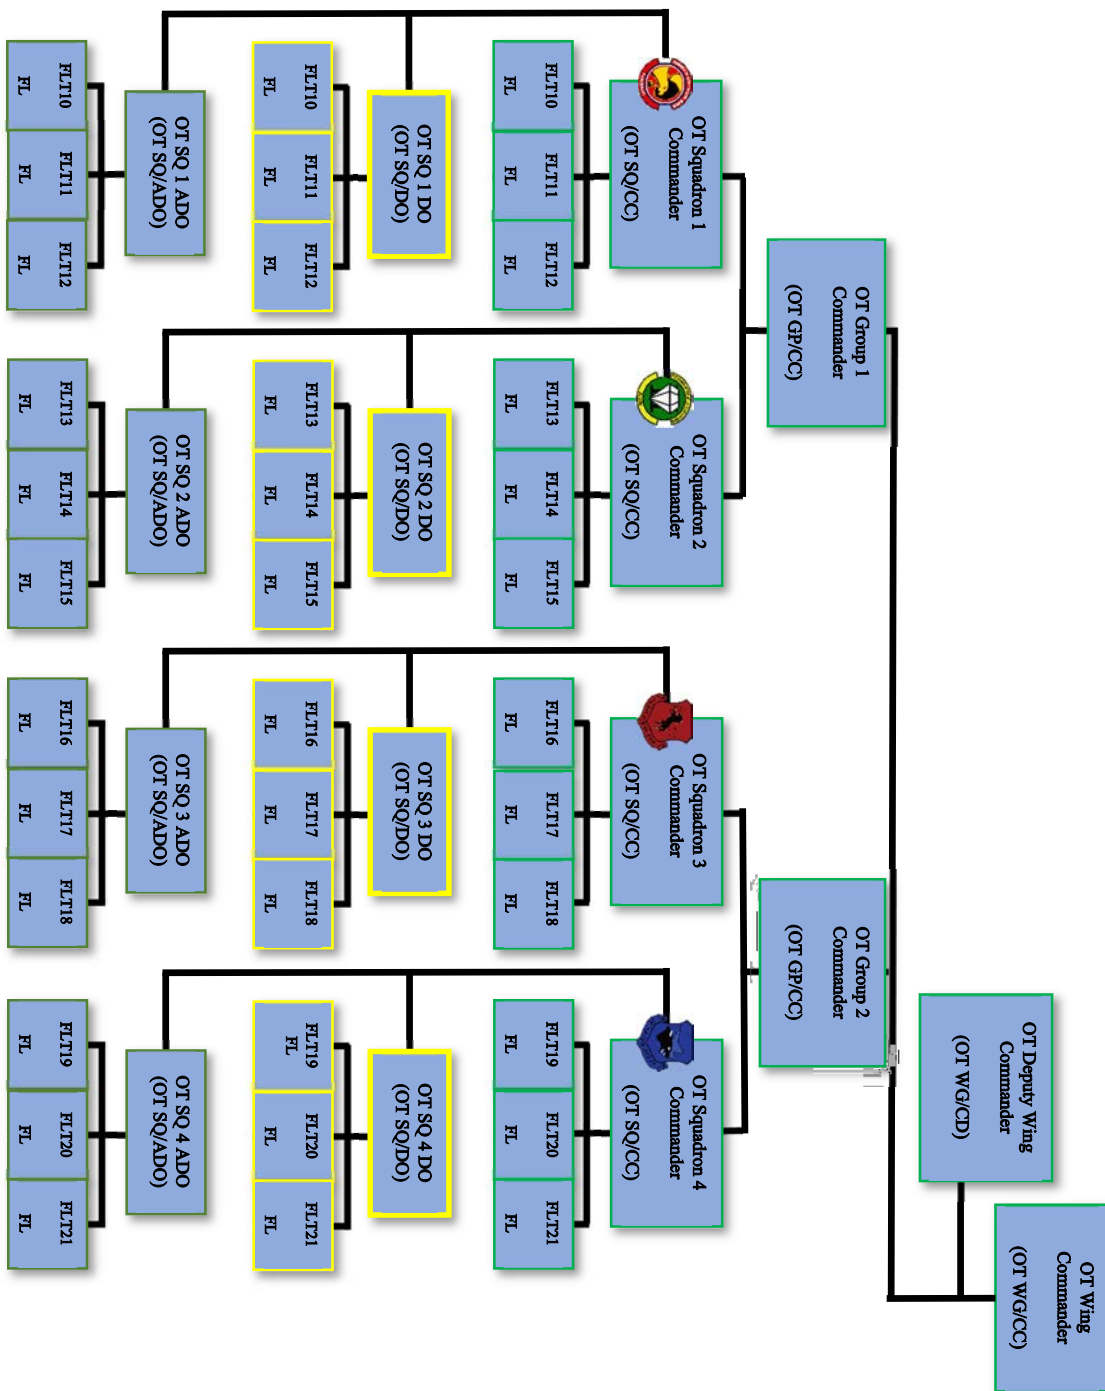 OT Wing
Commander
(OT WG/CC)
OT Deputy Wing
Commander
(OT WG/CD)
OT Group 1
Commander
(OT GP/CC)
OT Group 2
Commander
(OT GP/CC)
OT Squadron 1
Commander
(OT SQ/CC)
OT Squadron 2
Commander
(OT SQ/CC)
OT Squadron 3
Commander
(OT SQ/CC)
OT Squadron 4
Commander
(OT SQ/CC)
FLT10
FL
FLT11
FL
FLT12
FL
FLT13
FL
FLT14
FL
FLT15
FL
FLT16
FL
FLT17
FL
FLT18
FL
FLT19
FL
FLT20
FL
FLT21
FL
OT SQ 1 DO
(OT SQ/DO)
OT SQ 2 DO
(OT SQ/DO)
OT SQ 3 DO
(OT SQ/DO)
OT SQ 4 DO
(OT SQ/DO)
FLT10
FL
FLT11
FL
FLT12
FL
FLT13
FL
FLT14
FL
FLT15
FL
FLT16
FL
FLT17
FL
FLT18
FL
FLT19
FL
FLT20
FL
FLT21
FL
OT SQ 1 ADO
(OT SQ/ADO)
OT SQ 2 ADO
(OT SQ/ADO)
OT SQ 3 ADO
(OT SQ/ADO)
OT SQ 4 ADO
(OT SQ/ADO)
FLT10
FL
FLT11
FL
FLT12
FL
FLT13
FL
FLT14
FL
FLT15
FL
FLT16
FL
FLT17
FL
FLT18
FL
FLT19
FL
FLT20
FL
FLT21
FL